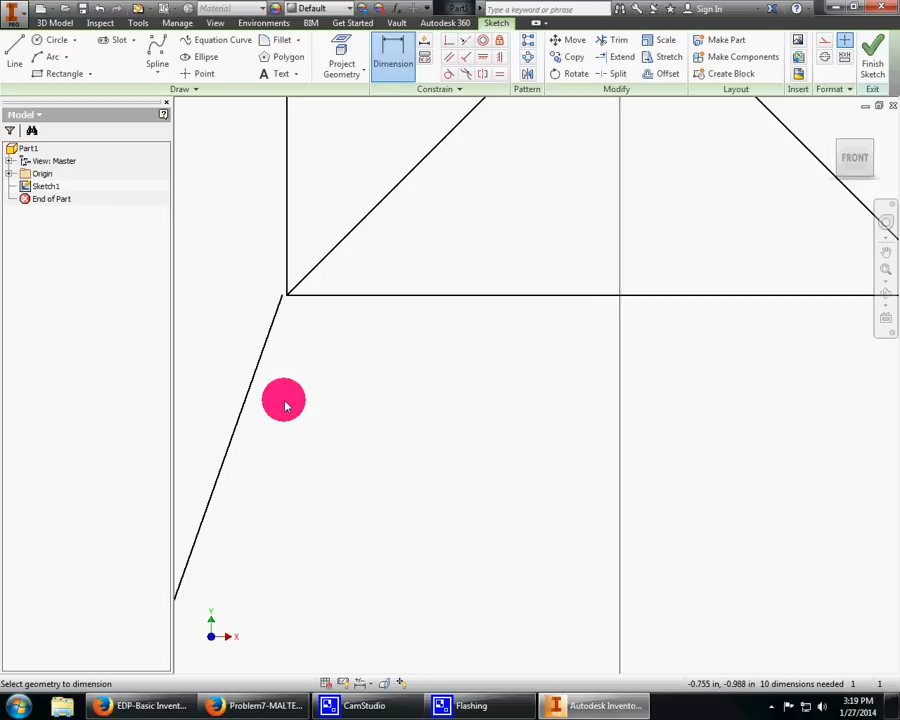 Material
Default
Part1
Type a keyword or phrase
Sign In
PRO
3D Model Inspect Tools Manage View Environments BIM Get Started Vault Autodesk 360 Sketch
Line
Circle
Arc
Rectangle
Slot
Spline
Equation Curve
Ellipse
Point
Fillet
Polygon
Text
Project
Geometry
Dimension
Move
Copy
Rotate
Trim
Extend
Split
Scale
Stretch
Offset
Make Part
Make Components
Create Block
Finish
Sketch
Draw Constrain Pattern Modify Layout Insert Format Exit
Model
Part1
View: Master
Origin
Sketch1
End of Part
FRONT
Y
X
Select geometry to dimension
-0.755 in, -0.988 in 10 dimensions needed 1 1
EDP-Basic Invent...
Problem7-MALTE...
CamStudio
Flashing
Autodesk Invento...
3:19 PM
1/27/2014